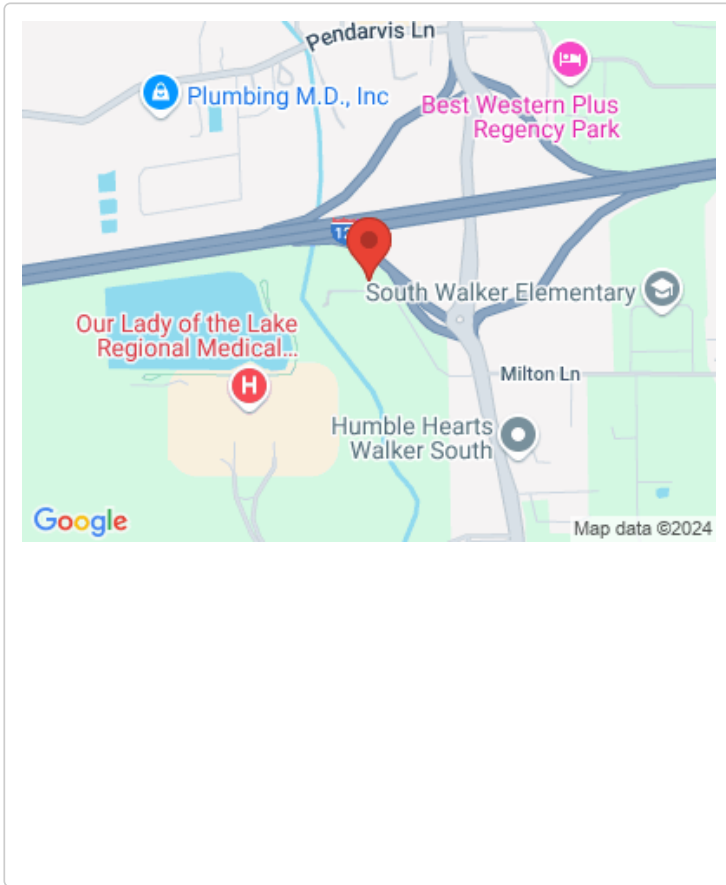 Pendarvis Ln
Plumbing M.D., Inc
Best Western Plus
Regency Park
12
South Walker Elementary
Our Lady of the Lake
Regional Medical...
Milton Ln
H
Humble Hearts
Walker South
Google
Map data ©2024